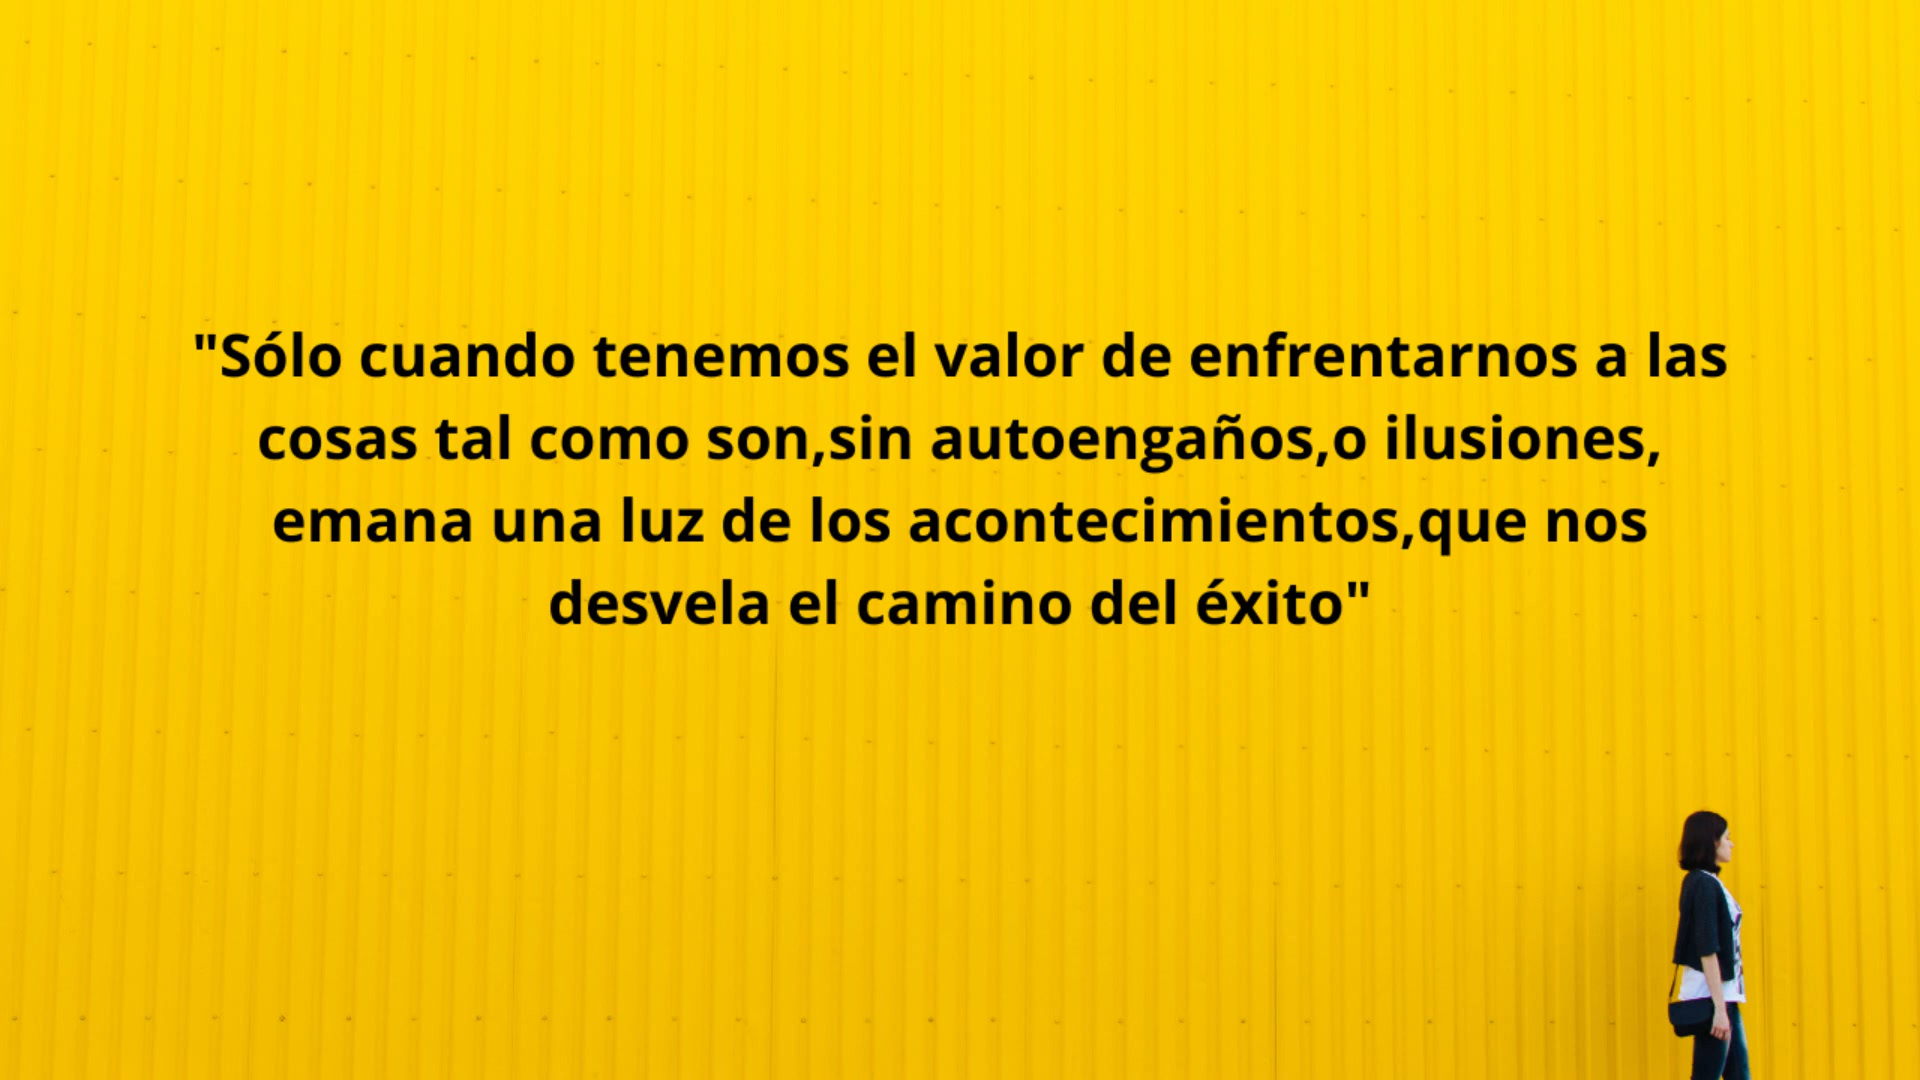 "Sólo cuando tenemos el valor de enfrentarnos a las
cosas tal como son,sin autoengaños,o ilusiones,
emana una luz de los acontecimientos,que nos
desvela el camino del éxito"